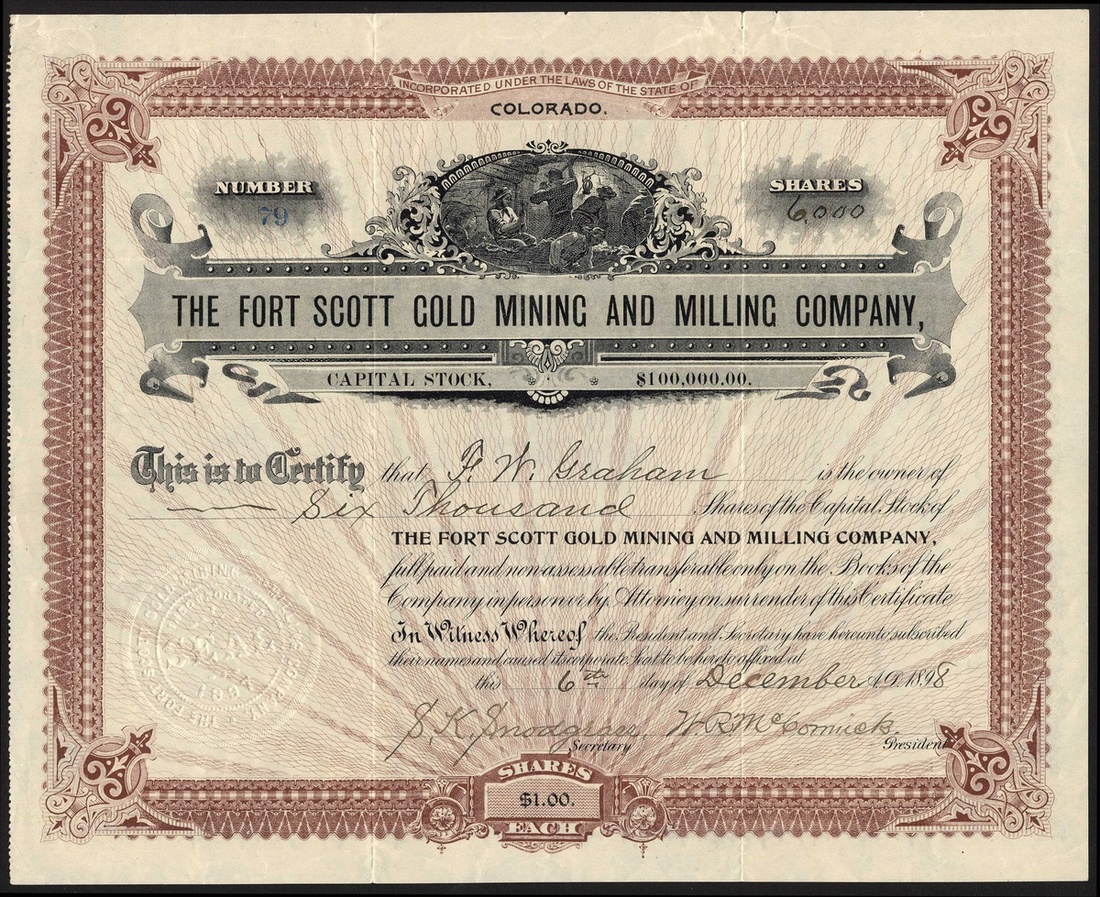 INCORPORATED UNDER THE LAWS OF THE STATE OF
COLORADO.
NUMBER
79
SHARES
6,000
THE FORT SCOTT GOLD MINING AND MILLING COMPANY,
CAPITAL STOCK, $100,000.00.
This is to Certify that F. W. Graham is the owner of
Six Thousand Shares of the Capital Stock of
THE FORT SCOTT GOLD MINING AND MILLING COMPANY,
full paid and non-assessable transferable only on the Books of the
Company in person or by Attorney on surrender of this Certificate
In Witness Whereof the President and Secretary have hereunto subscribed
their names and caused its corporate Seal to be hereto affixed at
this 6th day of December A.D. 1898
S. K. Snodgrass, W R McCormick
Secretary President
SEAL
SHARES
$1.00.
EACH